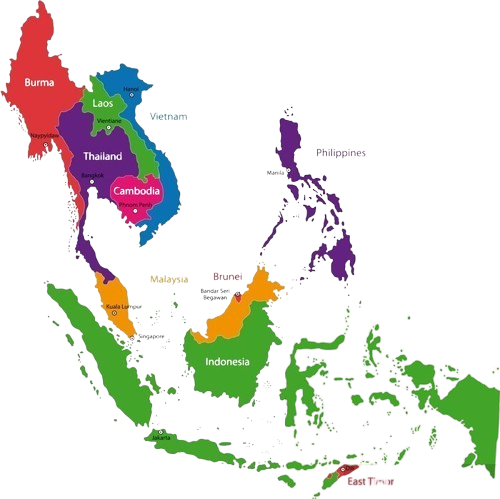 Burma
Hanoi
Laos
Vietnam
Vientiane
Naypyidaw
Thailand
Philippines
Manila
Bangkok
Cambodia
Phnom Penh
Malaysia
Brunei
Bandar Seri
Begawan
Kuala Lumpur
Singapore
Indonesia
Jakarta
East Timor